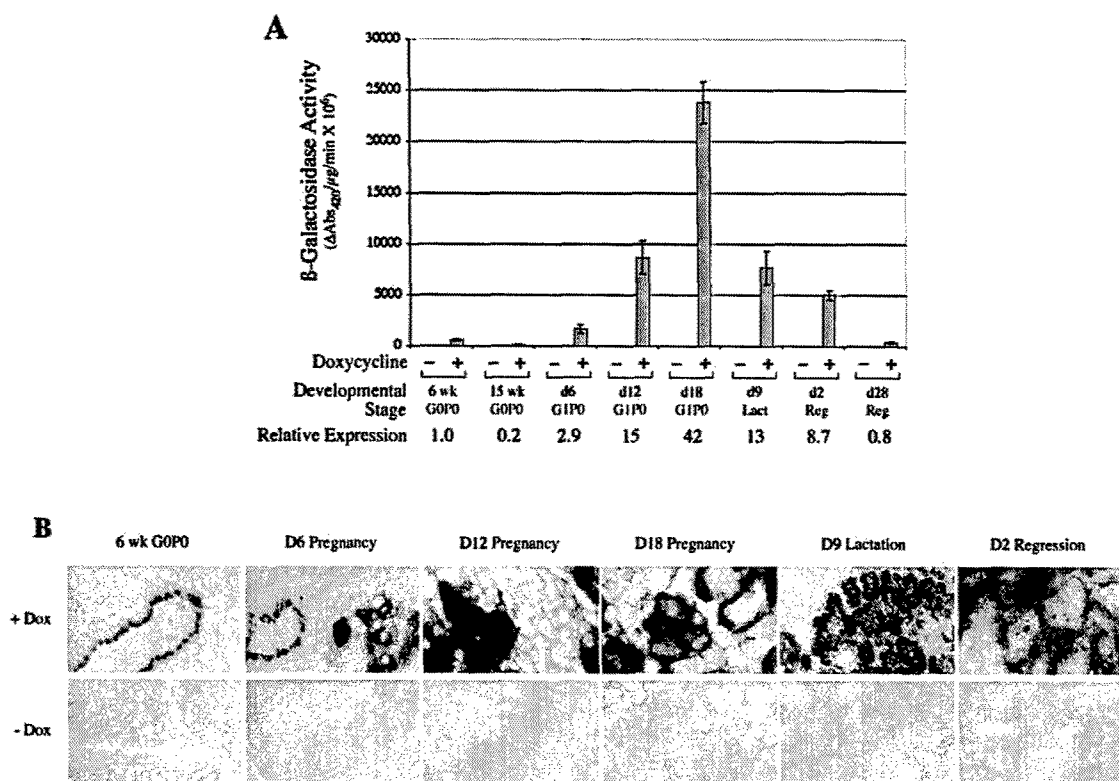 A
ß-Galactosidase Activity
(ΔAbs420/µg/min X 10⁶)
30000
25000
20000
15000
10000
5000
0
Doxycycline − + − + − + − + − + − + − + − +
Developmental 6 wk 15 wk d6 d12 d18 d9 d2 d28
Stage G0P0 G0P0 G1P0 G1P0 G1P0 Lact Reg Reg
Relative Expression 1.0 0.2 2.9 15 42 13 8.7 0.8
B
6 wk G0P0 D6 Pregnancy D12 Pregnancy D18 Pregnancy D9 Lactation D2 Regression
+ Dox
- Dox